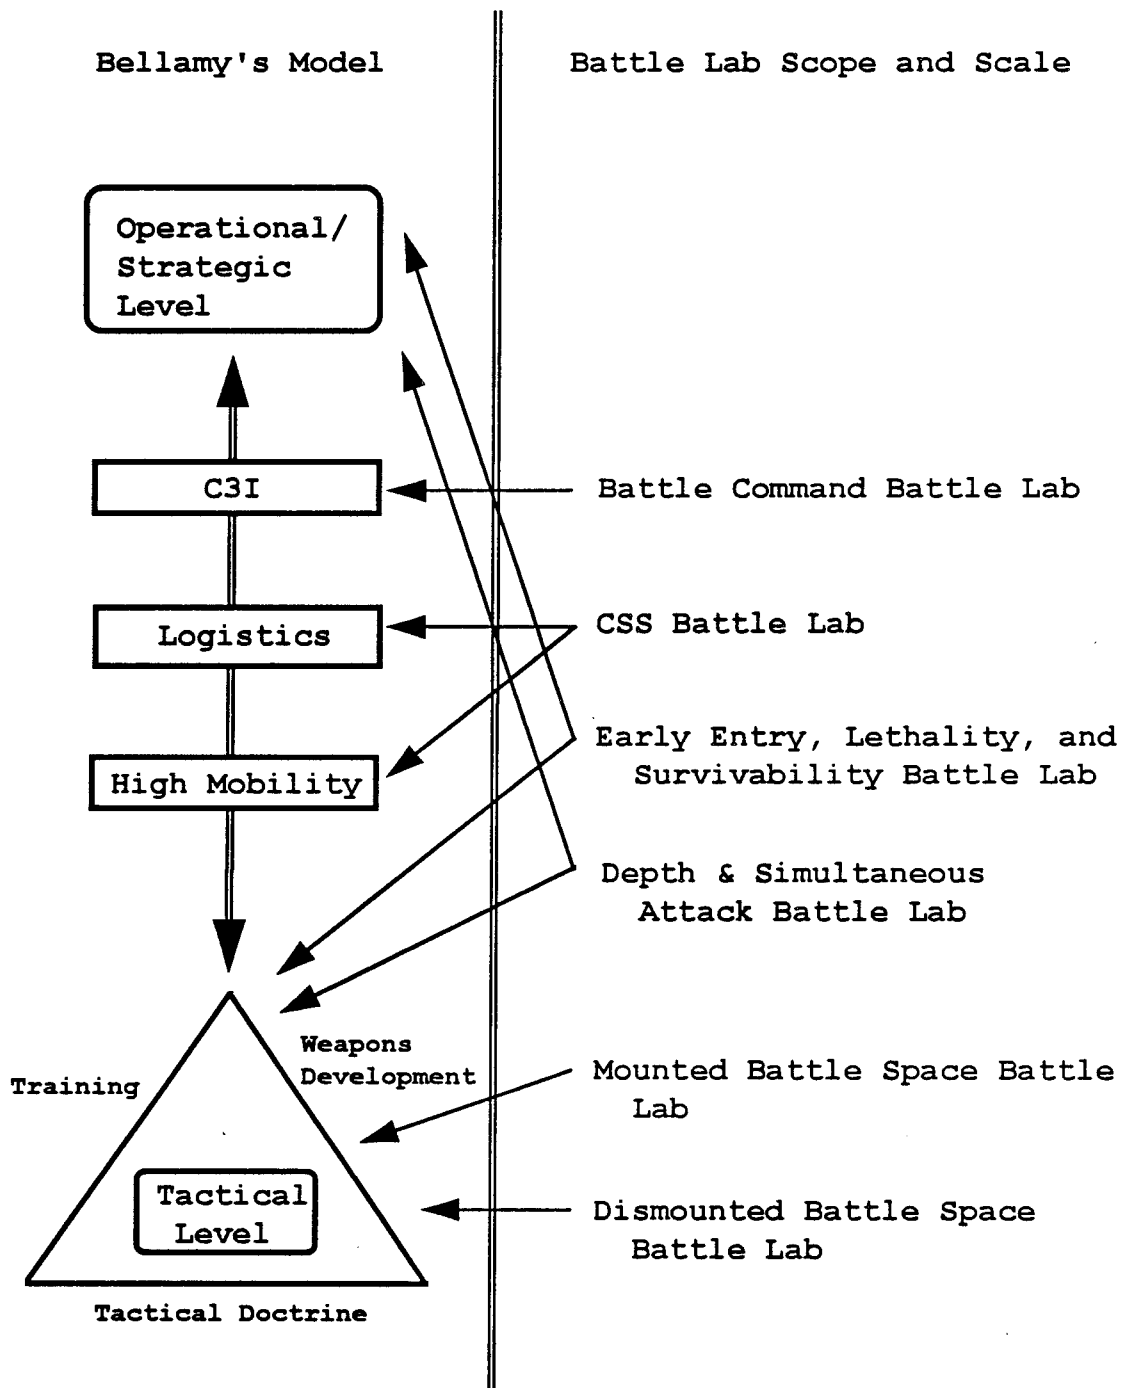 Bellamy's Model
Battle Lab Scope and Scale
Operational/
Strategic
Level
C3I
Battle Command Battle Lab
Logistics
CSS Battle Lab
High Mobility
Early Entry, Lethality, and
Survivability Battle Lab
Depth & Simultaneous
Attack Battle Lab
Training
Weapons
Development
Mounted Battle Space Battle
Lab
Tactical
Level
Dismounted Battle Space
Battle Lab
Tactical Doctrine